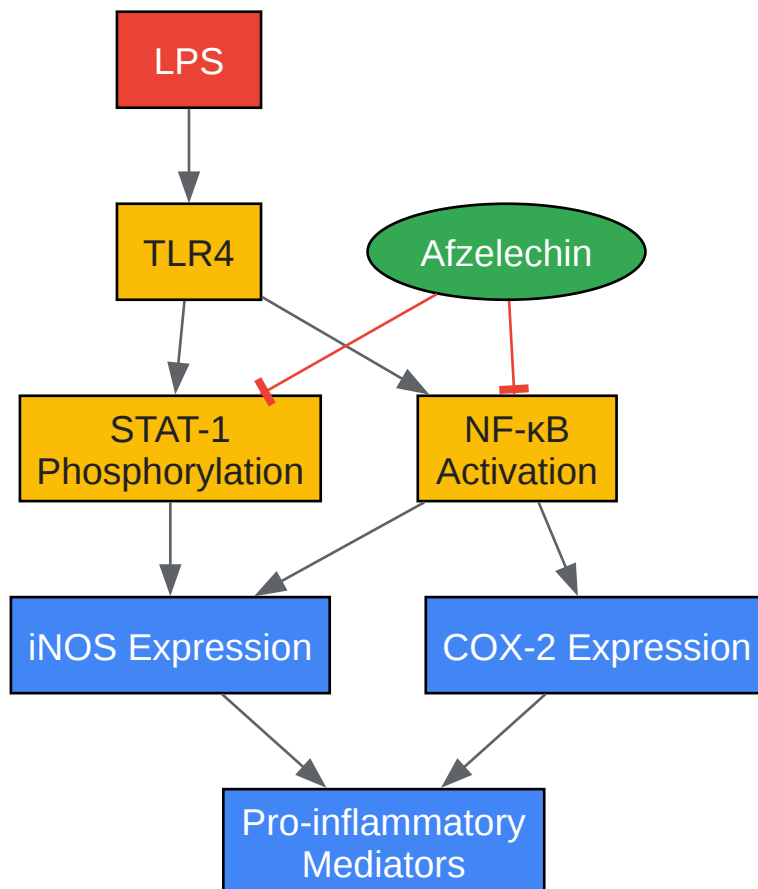 LPS
TLR4
Afzelechin
STAT-1
Phosphorylation
NF-κB
Activation
iNOS Expression
COX-2 Expression
Pro-inflammatory
Mediators